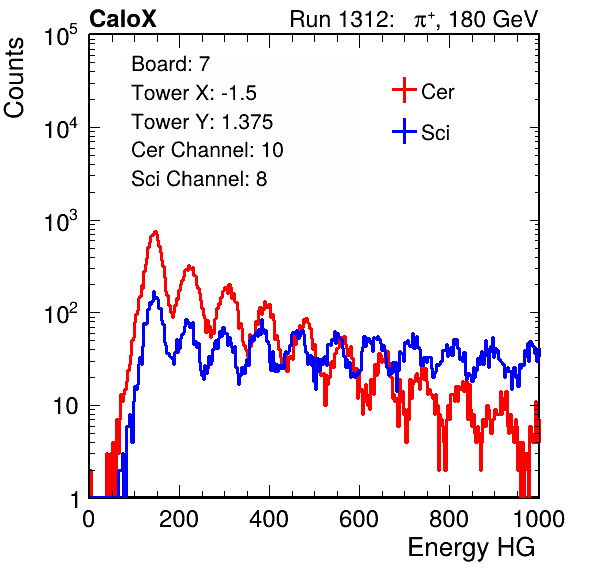 CaloX Run 1312: π⁺, 180 GeV
Counts
10⁵
10⁴
10³
10²
10
1
Board: 7
Tower X: -1.5
Tower Y: 1.375
Cer Channel: 10
Sci Channel: 8
Cer
Sci
0 200 400 600 800 1000
Energy HG